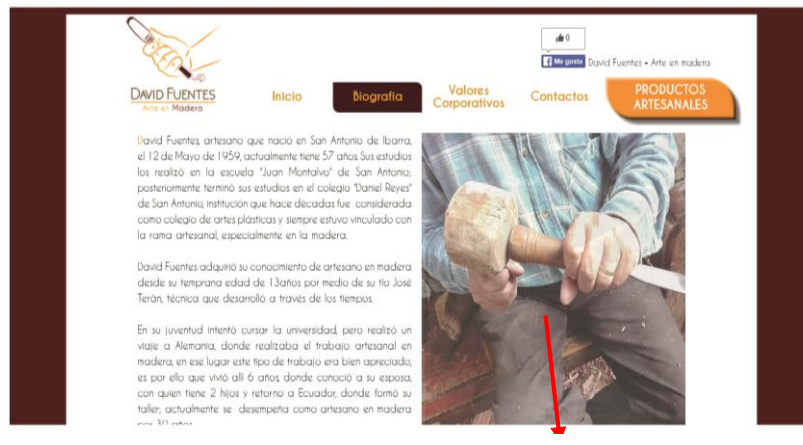 0
Me gusta David Fuentes - Arte en madera
DAVID FUENTES
Arte en Madera
Inicio
Biografía
Valores
Corporativos
Contactos
PRODUCTOS
ARTESANALES
David Fuentes, artesano que nació en San Antonio de Ibarra,
el 12 de Mayo de 1959, actualmente tiene 57 años. Sus estudios
los realizó en la escuela "Juan Montalvo" de San Antonio;
posteriormente terminó sus estudios en el colegio "Daniel Reyes"
de San Antonio, institución que hace décadas fue considerada
como colegio de artes plásticas y siempre estuvo vinculado con
la rama artesanal, especialmente en la madera.
David Fuentes adquirió su conocimiento de artesano en madera
desde su temprana edad de 13años por medio de su tío José
Terán, técnica que desarrolló a través de los tiempos.
En su juventud intentó cursar la universidad, pero realizó un
viaje a Alemania, donde realizaba el trabajo artesanal en
madera, en ese lugar este tipo de trabajo era bien apreciado,
es por ello que vivió allí 6 años, donde conoció a su esposa,
con quien tiene 2 hijos y retorno a Ecuador, donde formó su
taller; actualmente se desempeña como artesano en madera
por 30 años